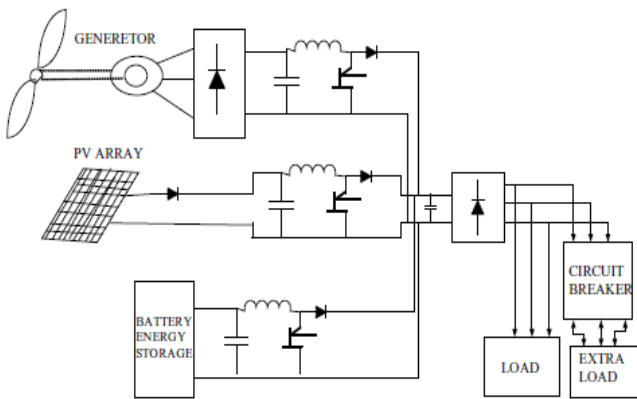 GENERETOR
PV ARRAY
CIRCUIT
BREAKER
BATTERY
ENERGY
STORAGE
LOAD
EXTRA
LOAD